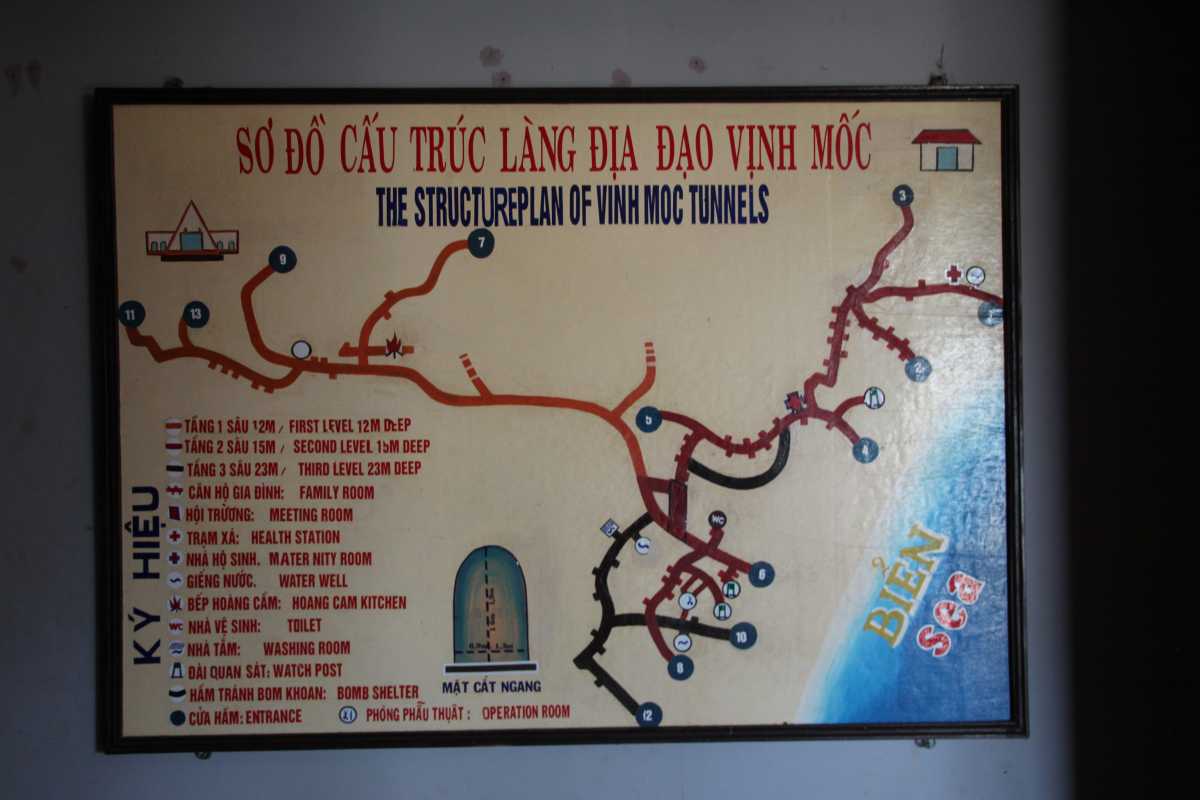 SƠ ĐỒ CẤU TRÚC LÀNG ĐỊA ĐẠO VỊNH MỐC
THE STRUCTUREPLAN OF VINH MOC TUNNELS
3
7
9
11
13
2
5
4
WC
6
10
8
12
BIỂN
sea
KÝ HIỆU
TẦNG 1 SÂU 12M / FIRST LEVEL 12M DEEP
TẦNG 2 SÂU 15M / SECOND LEVEL 15M DEEP
TẦNG 3 SÂU 23M / THIRD LEVEL 23M DEEP
CĂN HỘ GIA ĐÌNH: FAMILY ROOM
HỘI TRƯỜNG: MEETING ROOM
TRẠM XÁ: HEALTH STATION
NHÀ HỘ SINH. MATER NITY ROOM
GIẾNG NƯỚC. WATER WELL
BẾP HOÀNG CẦM: HOANG CAM KITCHEN
WC NHÀ VỆ SINH: TOILET
NHÀ TẮM: WASHING ROOM
ĐÀI QUAN SÁT: WATCH POST
HẦM TRÁNH BOM KHOAN: BOMB SHELTER
CỬA HẦM: ENTRANCE
PHÒNG PHẪU THUẬT: OPERATION ROOM
MẶT CẮT NGANG